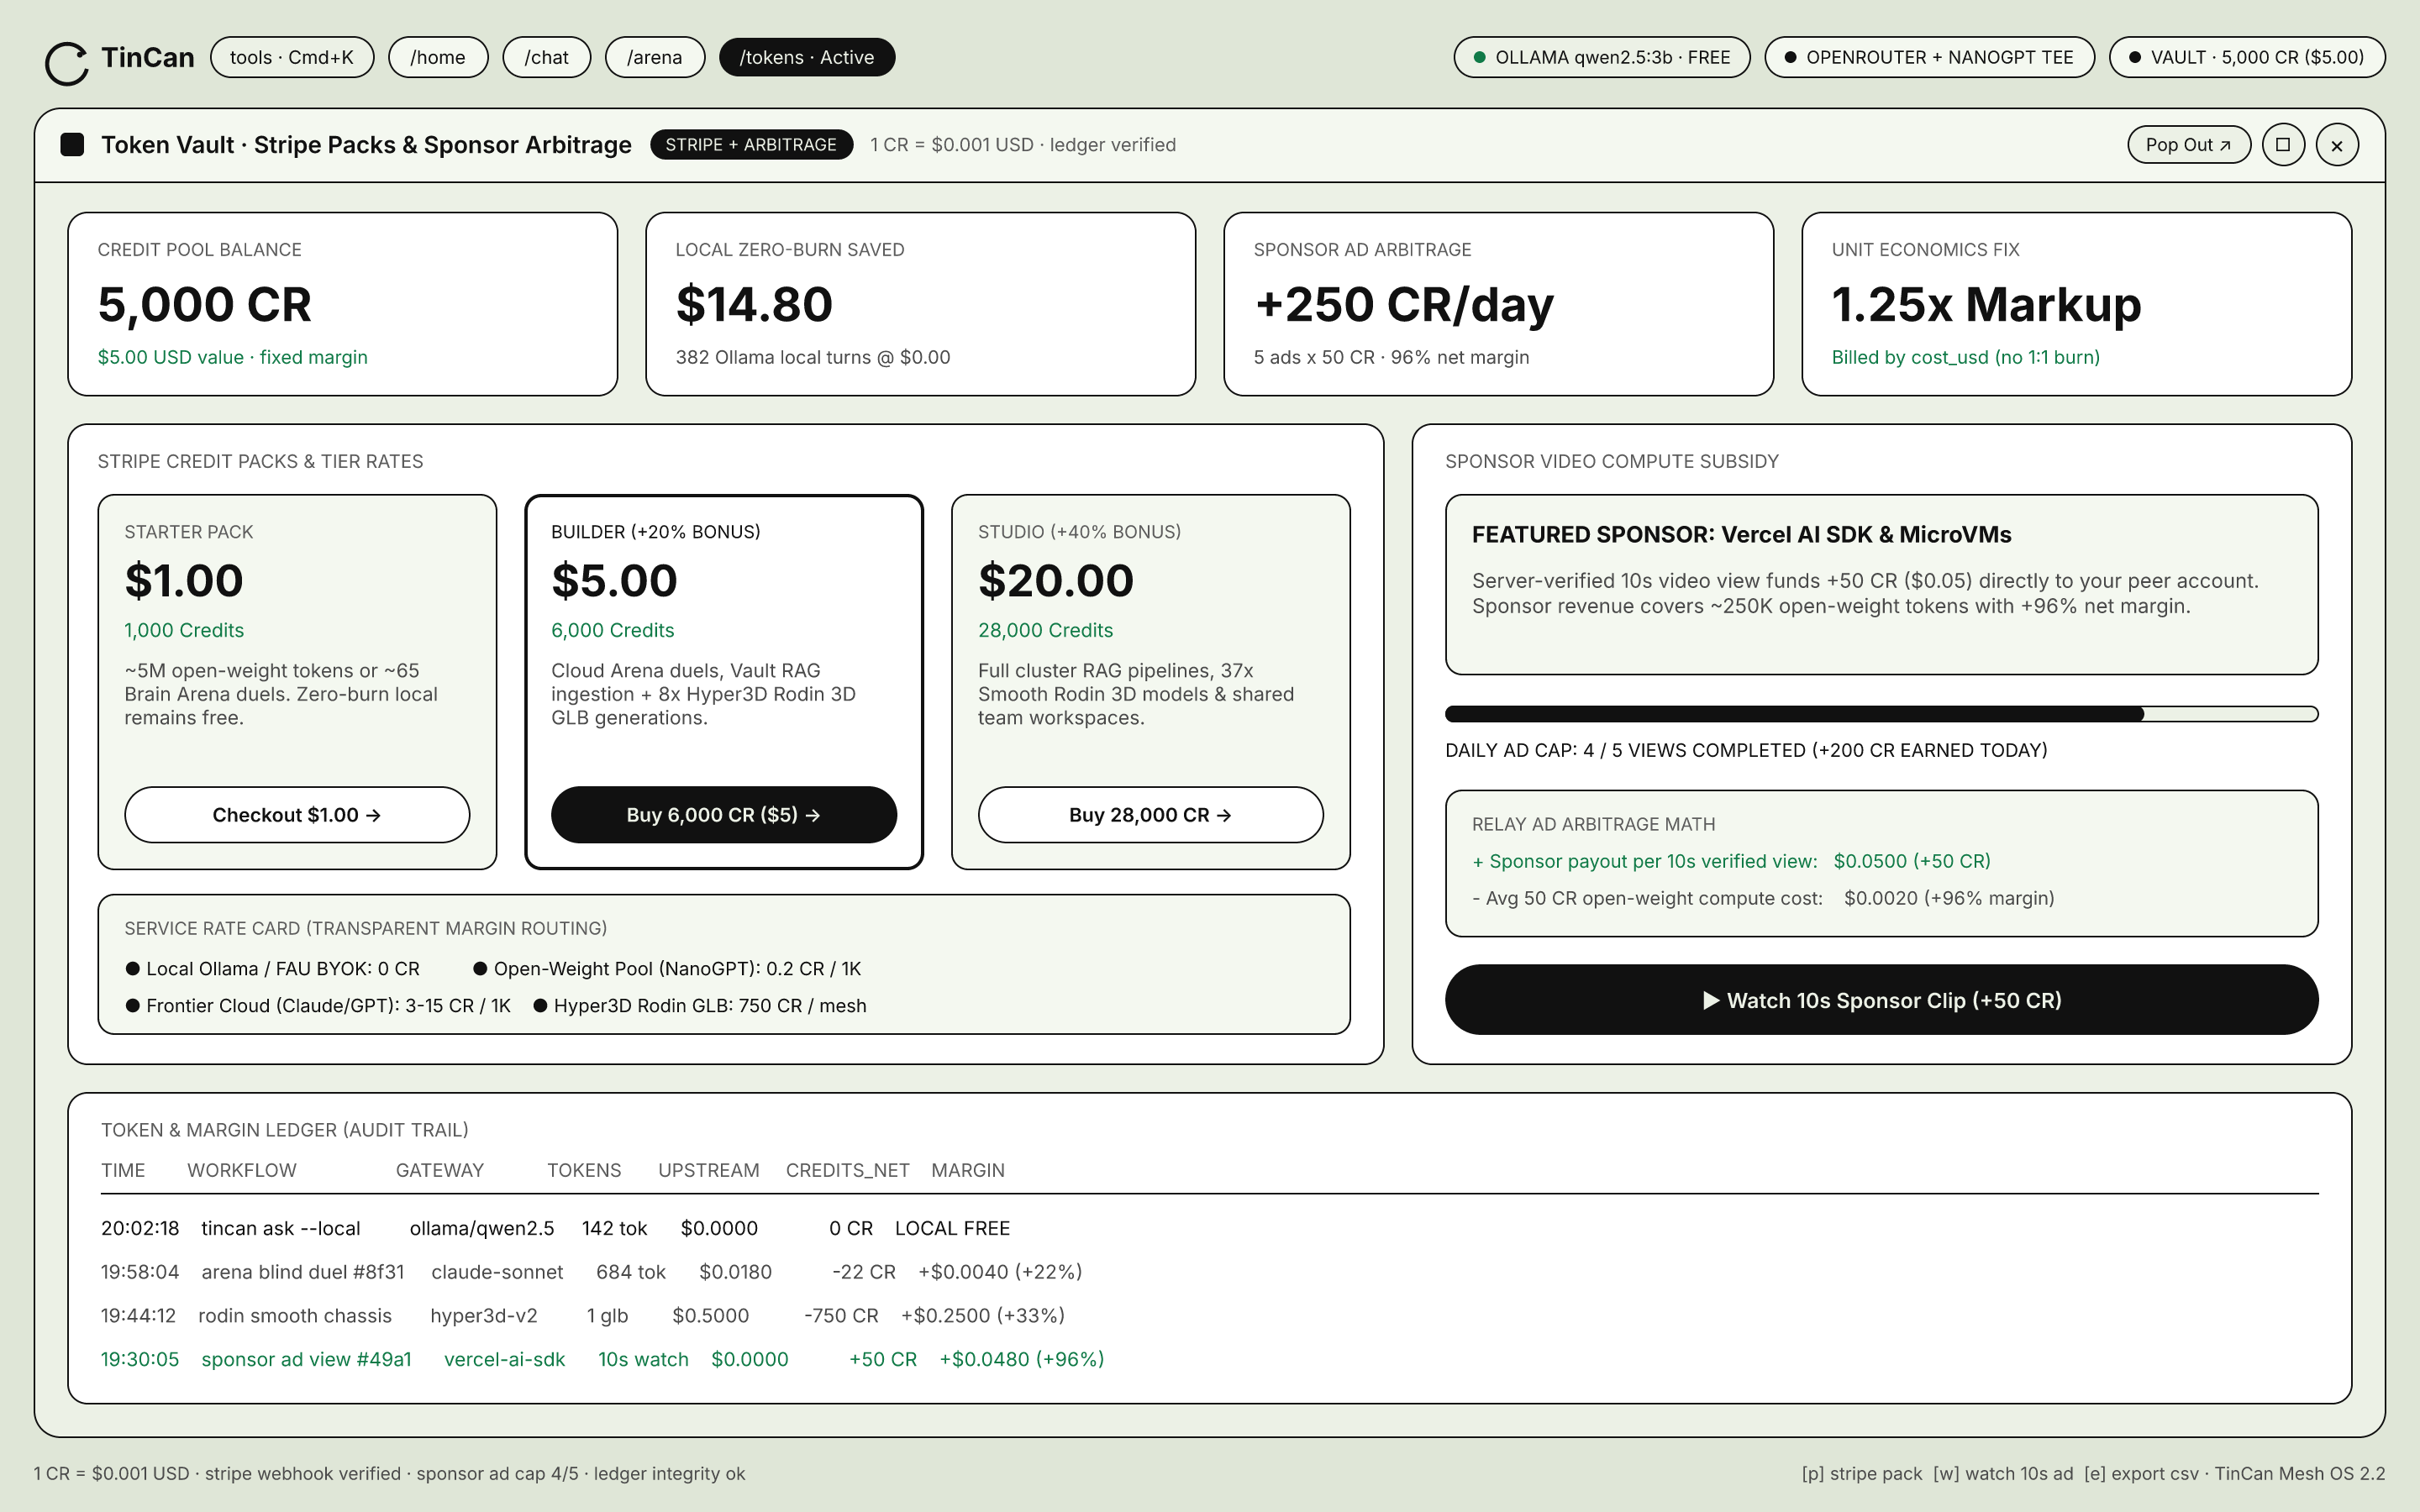 TinCan
tools · Cmd+K
/home
/chat
/arena
/tokens · Active
OLLAMA qwen2.5:3b · FREE
OPENROUTER + NANOGPT TEE
VAULT · 5,000 CR ($5.00)
Token Vault · Stripe Packs & Sponsor Arbitrage
STRIPE + ARBITRAGE
1 CR = $0.001 USD · ledger verified
Pop Out ↗
CREDIT POOL BALANCE
5,000 CR
$5.00 USD value · fixed margin
LOCAL ZERO-BURN SAVED
$14.80
382 Ollama local turns @ $0.00
SPONSOR AD ARBITRAGE
+250 CR/day
5 ads x 50 CR · 96% net margin
UNIT ECONOMICS FIX
1.25x Markup
Billed by cost_usd (no 1:1 burn)
STRIPE CREDIT PACKS & TIER RATES
STARTER PACK
$1.00
1,000 Credits
~5M open-weight tokens or ~65
Brain Arena duels. Zero-burn local
remains free.
Checkout $1.00 →
BUILDER (+20% BONUS)
$5.00
6,000 Credits
Cloud Arena duels, Vault RAG
ingestion + 8x Hyper3D Rodin 3D
GLB generations.
Buy 6,000 CR ($5) →
STUDIO (+40% BONUS)
$20.00
28,000 Credits
Full cluster RAG pipelines, 37x
Smooth Rodin 3D models & shared
team workspaces.
Buy 28,000 CR →
SERVICE RATE CARD (TRANSPARENT MARGIN ROUTING)
● Local Ollama / FAU BYOK: 0 CR ● Open-Weight Pool (NanoGPT): 0.2 CR / 1K
● Frontier Cloud (Claude/GPT): 3-15 CR / 1K ● Hyper3D Rodin GLB: 750 CR / mesh
SPONSOR VIDEO COMPUTE SUBSIDY
FEATURED SPONSOR: Vercel AI SDK & MicroVMs
Server-verified 10s video view funds +50 CR ($0.05) directly to your peer account.
Sponsor revenue covers ~250K open-weight tokens with +96% net margin.
DAILY AD CAP: 4 / 5 VIEWS COMPLETED (+200 CR EARNED TODAY)
RELAY AD ARBITRAGE MATH
+ Sponsor payout per 10s verified view: $0.0500 (+50 CR)
- Avg 50 CR open-weight compute cost: $0.0020 (+96% margin)
▶ Watch 10s Sponsor Clip (+50 CR)
TOKEN & MARGIN LEDGER (AUDIT TRAIL)
TIME WORKFLOW GATEWAY TOKENS UPSTREAM CREDITS_NET MARGIN
20:02:18 tincan ask --local ollama/qwen2.5 142 tok $0.0000 0 CR LOCAL FREE
19:58:04 arena blind duel #8f31 claude-sonnet 684 tok $0.0180 -22 CR +$0.0040 (+22%)
19:44:12 rodin smooth chassis hyper3d-v2 1 glb $0.5000 -750 CR +$0.2500 (+33%)
19:30:05 sponsor ad view #49a1 vercel-ai-sdk 10s watch $0.0000 +50 CR +$0.0480 (+96%)
1 CR = $0.001 USD · stripe webhook verified · sponsor ad cap 4/5 · ledger integrity ok
[p] stripe pack [w] watch 10s ad [e] export csv · TinCan Mesh OS 2.2